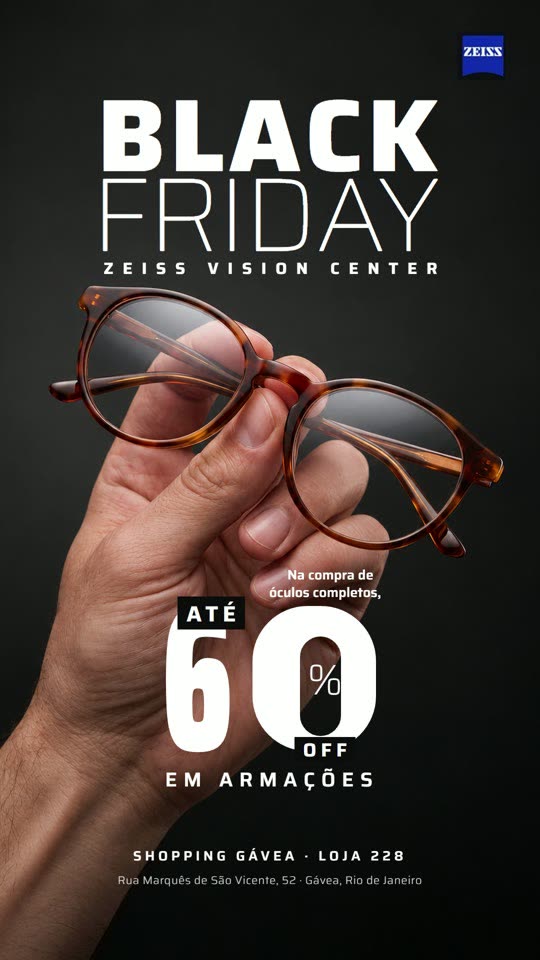 ZEISS
BLACK
FRIDAY
ZEISS VISION CENTER
Na compra de
óculos completos,
ATÉ
60
%
OFF
EM ARMAÇÕES
SHOPPING GÁVEA · LOJA 228
Rua Marquês de São Vicente, 52 · Gávea, Rio de Janeiro